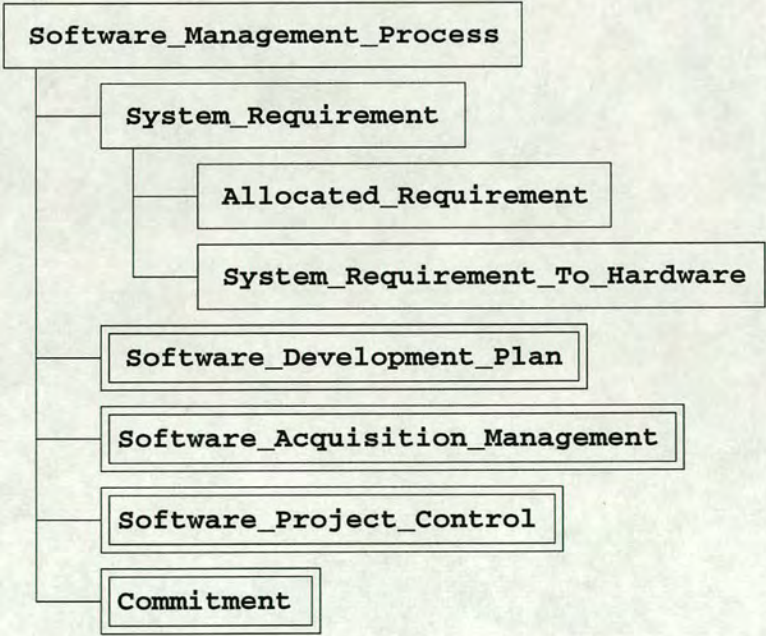 Software_Management_Process
System_Requirement
Allocated_Requirement
System_Requirement_To_Hardware
Software_Development_Plan
Software_Acquisition_Management
Software_Project_Control
Commitment